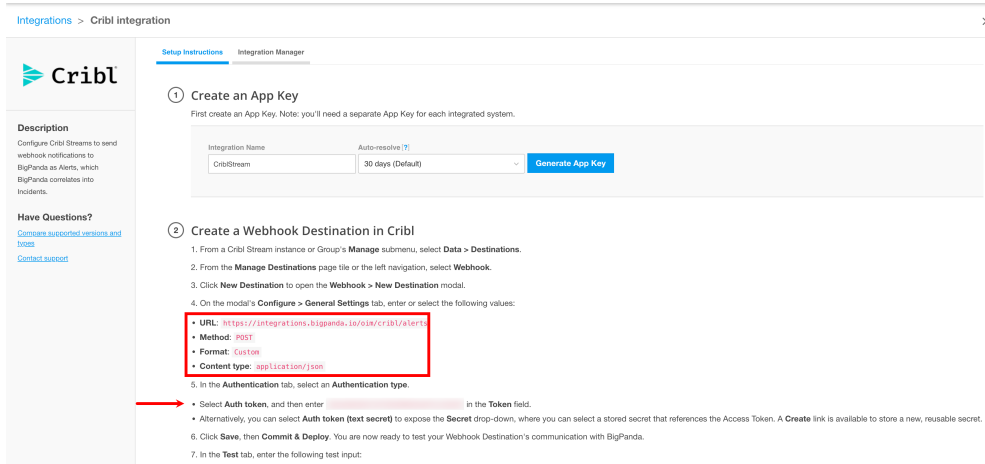 Integrations > Cribl integration
Setup Instructions Integration Manager
Cribl
Description
Configure Cribl Streams to send
webhook notifications to
BigPanda as Alerts, which
BigPanda correlates into
Incidents.
Have Questions?
Compare supported versions and
types
Contact support
1 Create an App Key
First create an App Key. Note: you'll need a separate App Key for each integrated system.
Integration Name Auto-resolve [?]
CriblStream 30 days (Default) Generate App Key
2 Create a Webhook Destination in Cribl
1. From a Cribl Stream instance or Group's Manage submenu, select Data > Destinations.
2. From the Manage Destinations page tile or the left navigation, select Webhook.
3. Click New Destination to open the Webhook > New Destination modal.
4. On the modal's Configure > General Settings tab, enter or select the following values:
• URL: https://integrations.bigpanda.io/oim/cribl/alerts
• Method: POST
• Format: Custom
• Content type: application/json
5. In the Authentication tab, select an Authentication type.
• Select Auth token, and then enter in the Token field.
• Alternatively, you can select Auth token (text secret) to expose the Secret drop-down, where you can select a stored secret that references the Access Token. A Create link is available to store a new, reusable secret.
6. Click Save, then Commit & Deploy. You are now ready to test your Webhook Destination's communication with BigPanda.
7. In the Test tab, enter the following test input: